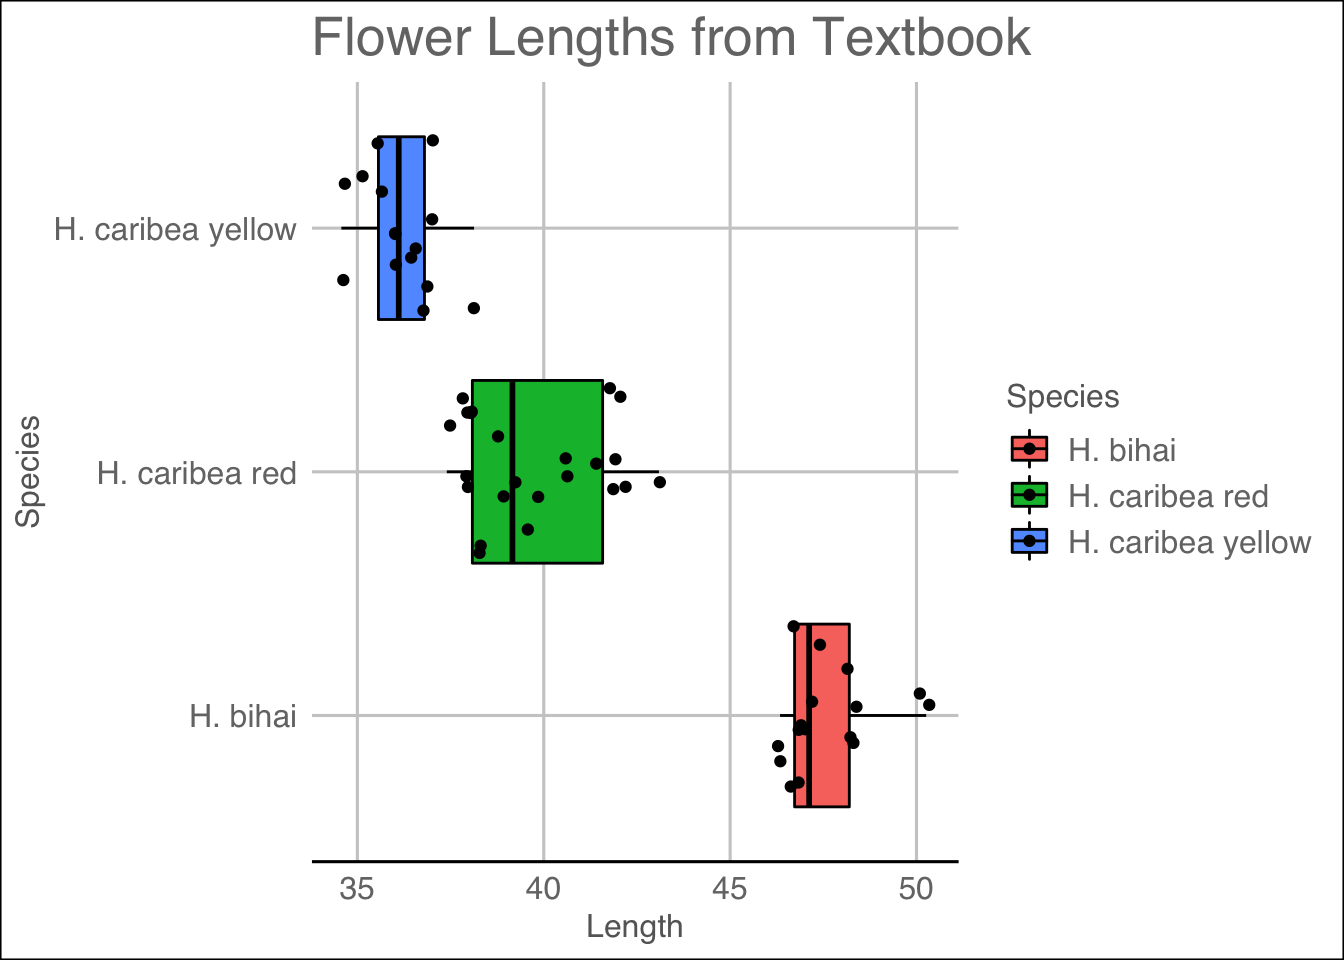 Flower Lengths from Textbook
Species
H. caribea yellow
H. caribea red
H. bihai
35 40 45 50
Length
Species
H. bihai
H. caribea red
H. caribea yellow